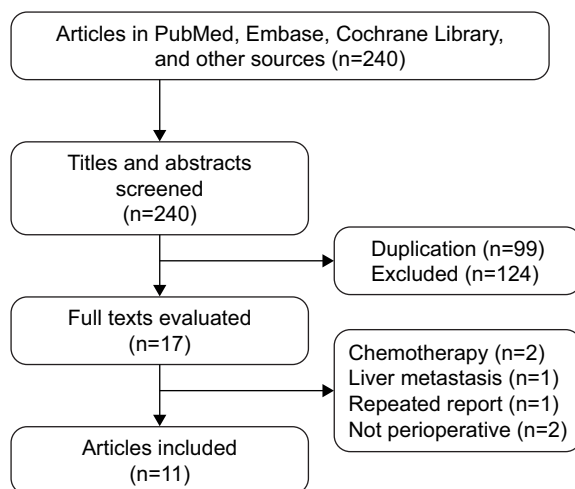 Articles in PubMed, Embase, Cochrane Library,
and other sources (n=240)
Titles and abstracts
screened
(n=240)
Duplication (n=99)
Excluded (n=124)
Full texts evaluated
(n=17)
Chemotherapy (n=2)
Liver metastasis (n=1)
Repeated report (n=1)
Not perioperative (n=2)
Articles included
(n=11)